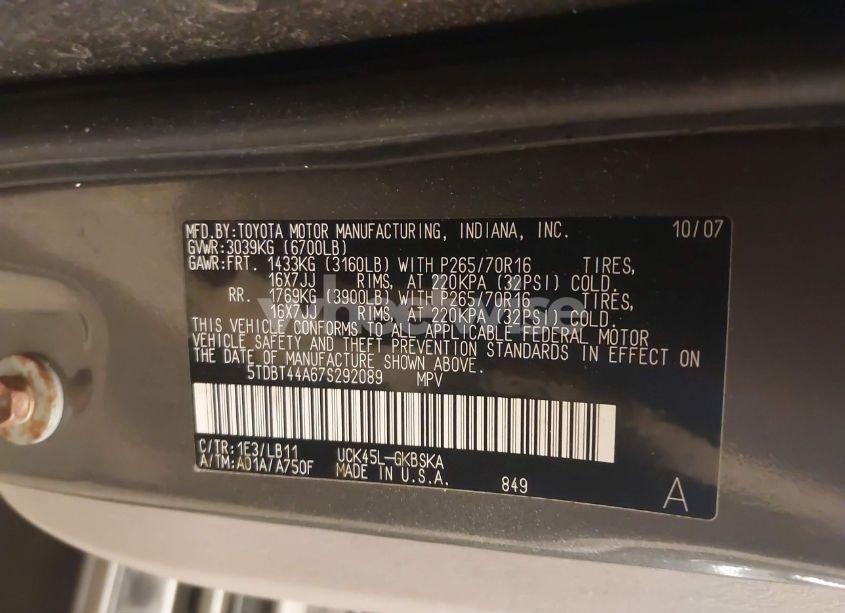 MFD.BY:TOYOTA MOTOR MANUFACTURING, INDIANA, INC. 10/07
GVWR:3039KG (6700LB)
GAWR:FRT. 1433KG (3160LB) WITH P265/70R16 TIRES,
16X7JJ RIMS, AT 220KPA (32PSI) COLD.
RR. 1769KG (3900LB) WITH P265/70R16 TIRES,
16X7JJ RIMS, AT 220KPA (32PSI) COLD.
THIS VEHICLE CONFORMS TO ALL APPLICABLE FEDERAL MOTOR
VEHICLE SAFETY AND THEFT PREVENTION STANDARDS IN EFFECT ON
THE DATE OF MANUFACTURE SHOWN ABOVE.
5TDBT44A67S292089 MPV
C/TR:1E3/LB11 UCK45L-GKBSKA
A/TM:A01A/A750F MADE IN U.S.A. 849 A